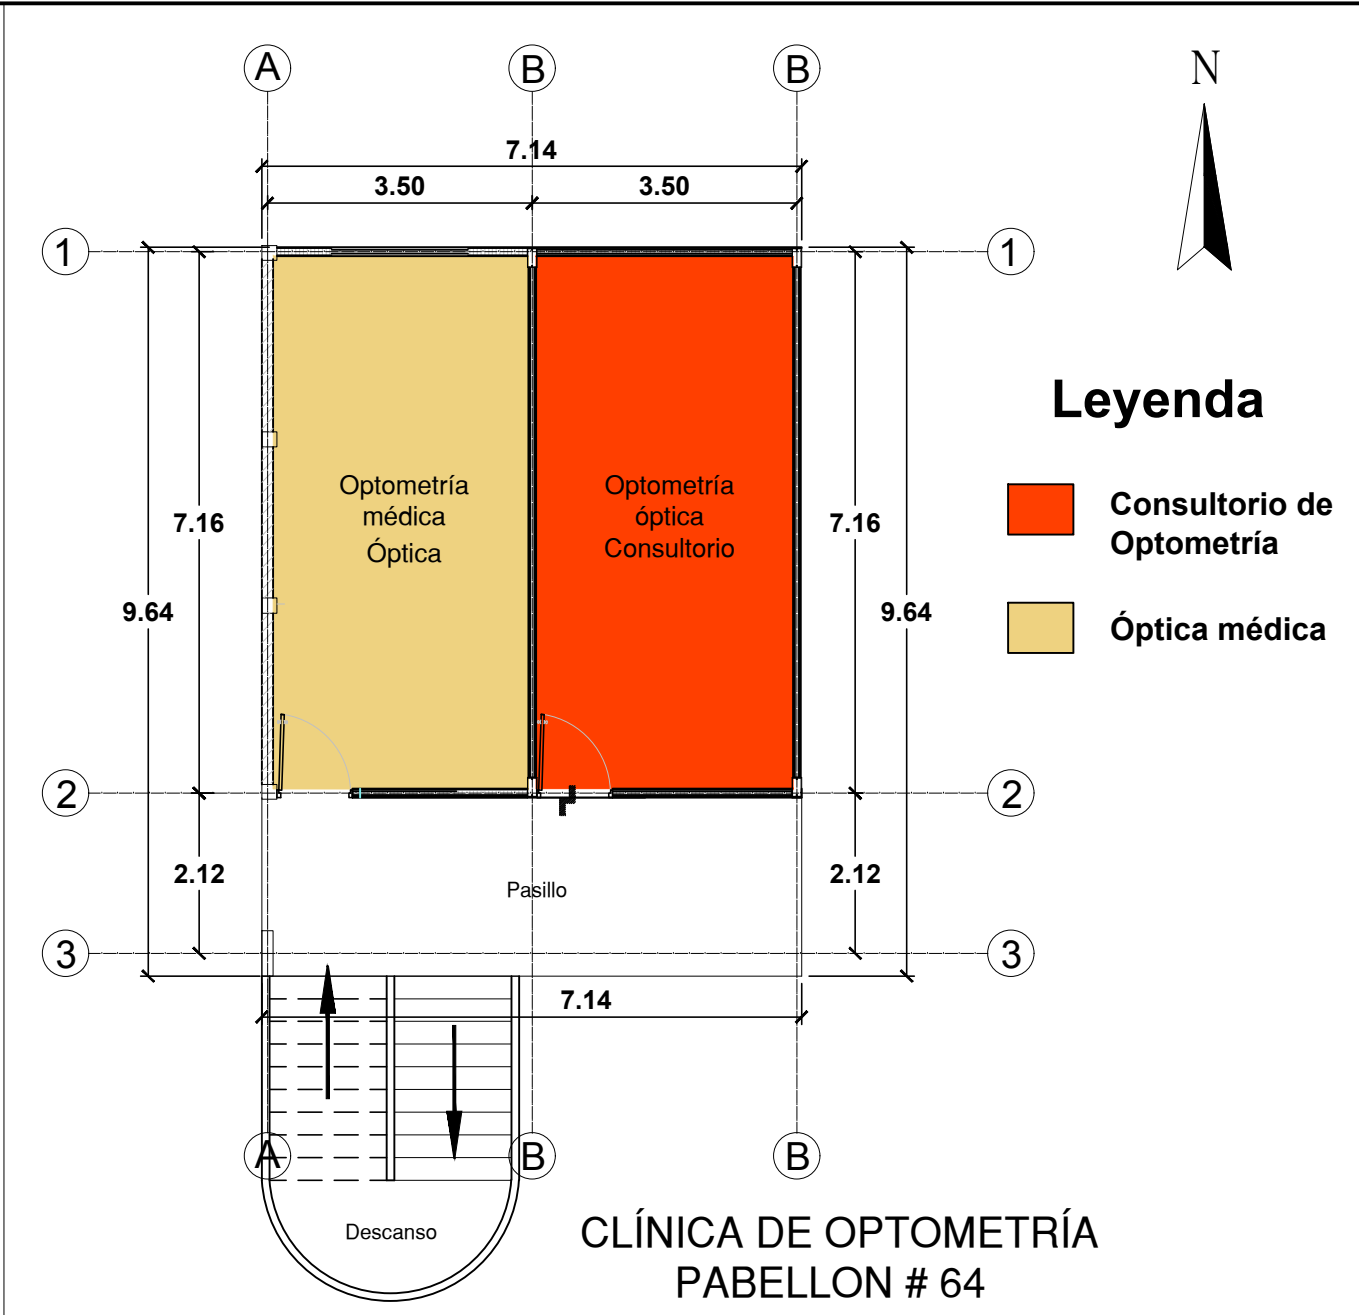 A B B
N
7.14
3.50 3.50
1 1
Leyenda
Consultorio de
Optometría
Óptica médica
Optometría
médica
Óptica
Optometría
óptica
Consultorio
7.16 7.16
9.64 9.64
2 2
2.12 2.12
Pasillo
3 3
7.14
A B B
Descanso
CLÍNICA DE OPTOMETRÍA
PABELLON # 64